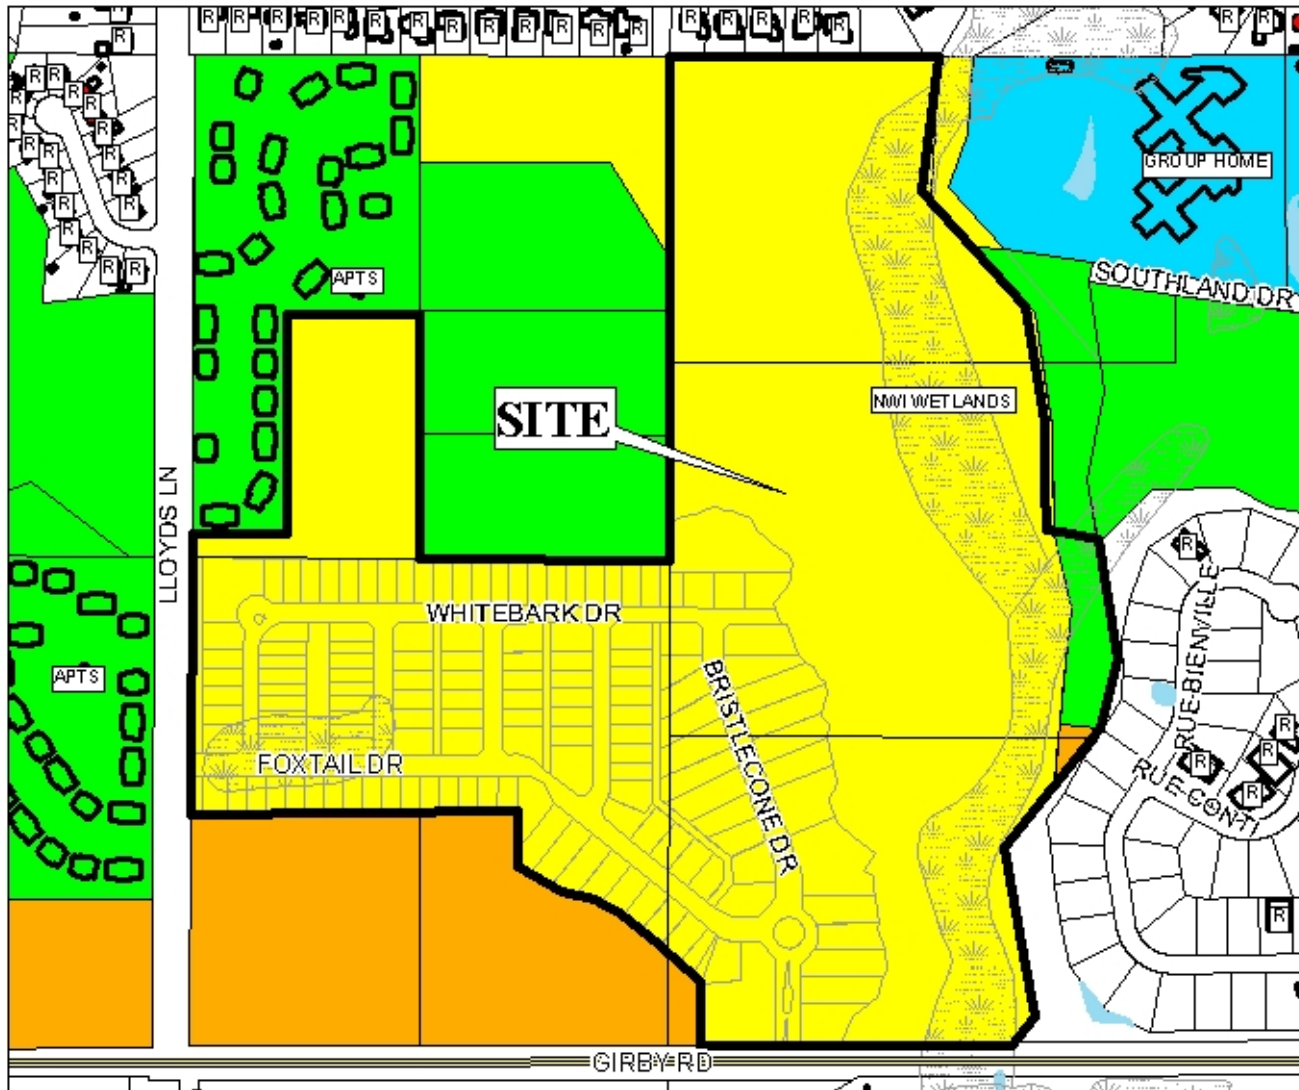 R R R R R R R R R R R R
R R R R R
R R
R
R R
R
R
R
R
R
R
R
R
R
R
R
R
R
R
R R
GROUP HOME
SOUTHLAND DR
APTS
SITE
NWI WETLANDS
LLOYDS LN
R
RUE BIENVILLE
WHITEBARK DR
APTS
BRISTLECONE DR
FOXTAIL DR
R
R
R
R
RUE CONTI
R
GIRBY RD